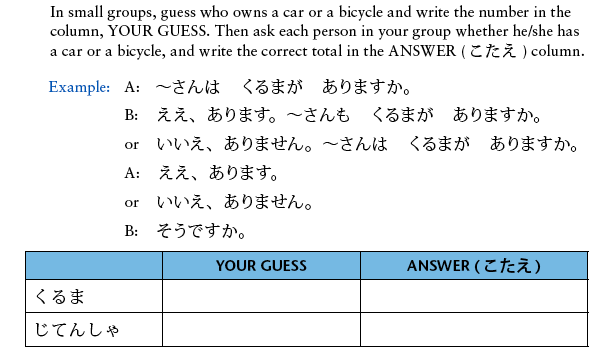 In small groups, guess who owns a car or a bicycle and write the number in the
column, YOUR GUESS. Then ask each person in your group whether he/she has
a car or a bicycle, and write the correct total in the ANSWER (こたえ) column.
Example: A: 〜さんは くるまが ありますか。
B: ええ、あります。〜さんも くるまが ありますか。
or いいえ、ありません。〜さんは くるまが ありますか。
A: ええ、あります。
or いいえ、ありません。
B: そうですか。
YOUR GUESS ANSWER (こたえ)
くるま
じてんしゃ